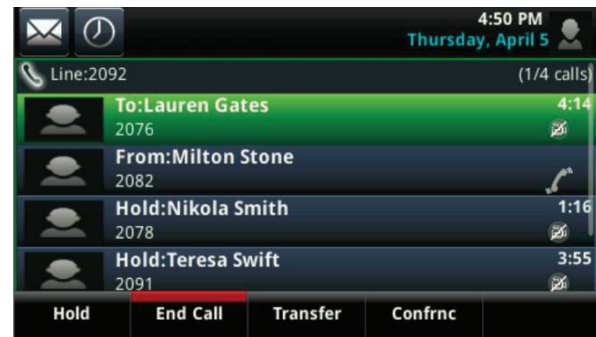 4:50 PM
Thursday, April 5
Line:2092 (1/4 calls)
To:Lauren Gates 4:14
2076
From:Milton Stone
2082
Hold:Nikola Smith 1:16
2078
Hold:Teresa Swift 3:55
2091
Hold End Call Transfer Confrnc